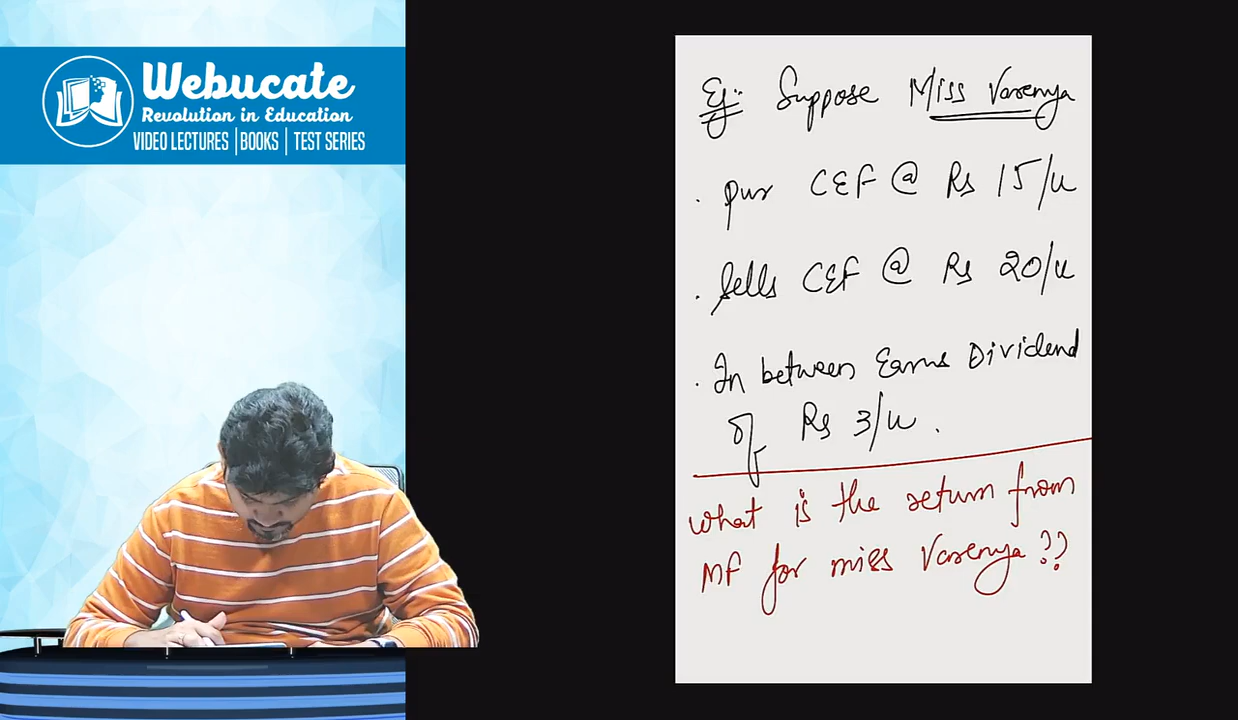 Webucate
Revolution in Education
VIDEO LECTURES | BOOKS | TEST SERIES
Eg:- Suppose Miss Varenya
. pur CEF @ Rs 15/u
. Sells CEF @ Rs 20/u
. In between Earns Dividend
of Rs 3/u.
what is the return from
MF for miss Varenya??